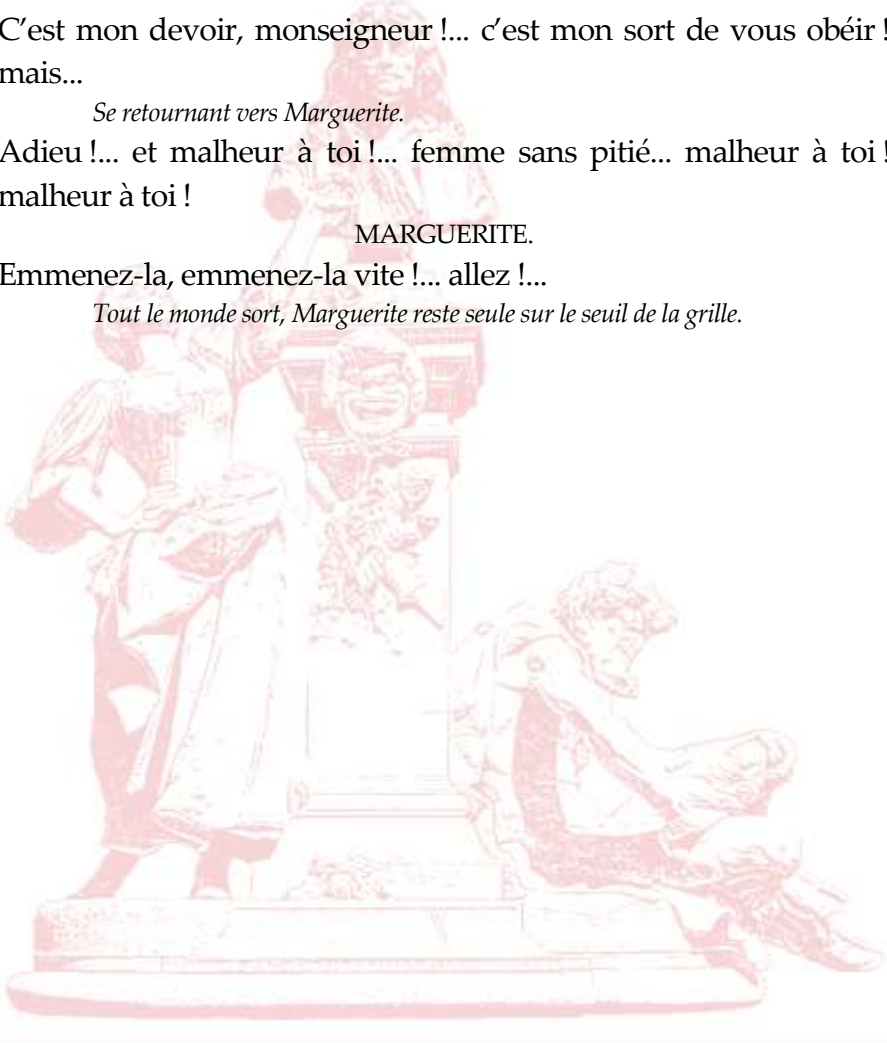 C’est mon devoir, monseigneur !... c’est mon sort de vous obéir !
mais...
Se retournant vers Marguerite.
Adieu !... et malheur à toi !... femme sans pitié... malheur à toi !
malheur à toi !
MARGUERITE.
Emmenez-la, emmenez-la vite !... allez !...
Tout le monde sort, Marguerite reste seule sur le seuil de la grille.